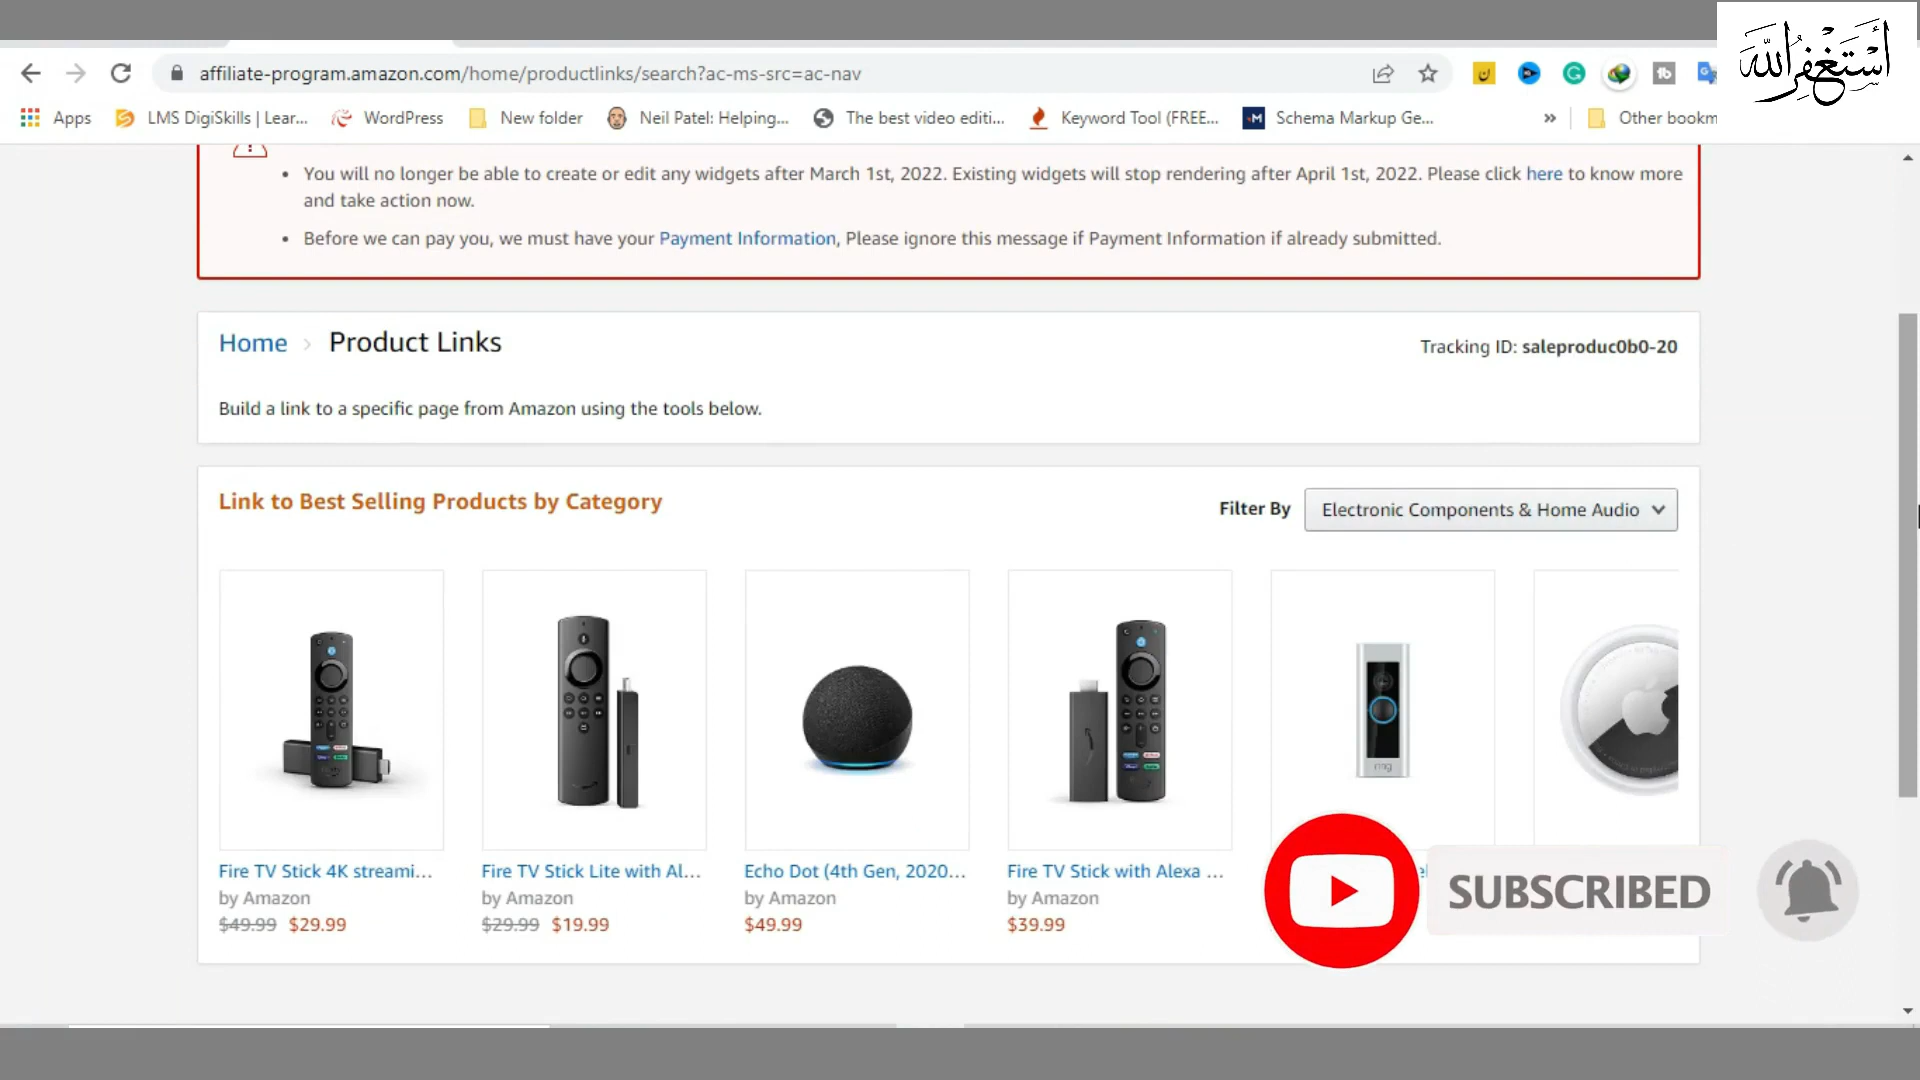 أستغفر الله
affiliate-program.amazon.com/home/productlinks/search?ac-ms-src=ac-nav
Apps LMS DigiSkills | Lear... WordPress New folder Neil Patel: Helping... The best video editi... Keyword Tool (FREE... Schema Markup Ge... » Other bookm
• You will no longer be able to create or edit any widgets after March 1st, 2022. Existing widgets will stop rendering after April 1st, 2022. Please click here to know more
and take action now.
• Before we can pay you, we must have your Payment Information, Please ignore this message if Payment Information if already submitted.
Home › Product Links
Tracking ID: saleproduc0b0-20
Build a link to a specific page from Amazon using the tools below.
Link to Best Selling Products by Category
Filter By Electronic Components & Home Audio
ring
Fire TV Stick 4K streami... Fire TV Stick Lite with Al... Echo Dot (4th Gen, 2020... Fire TV Stick with Alexa ...
by Amazon by Amazon by Amazon by Amazon
$49.99 $29.99 $29.99 $19.99 $49.99 $39.99
SUBSCRIBED